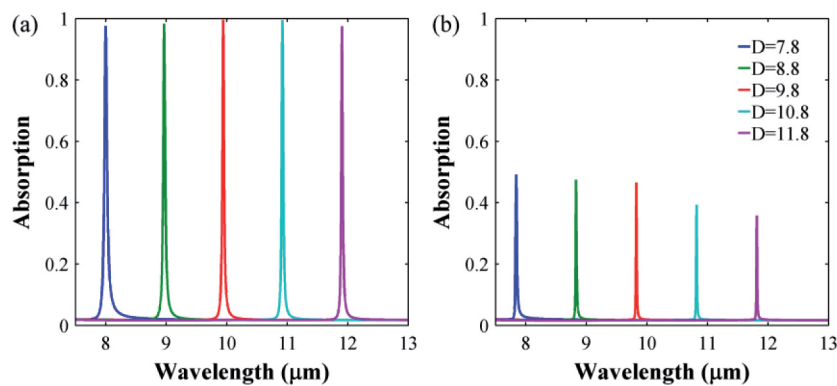 (a)
Absorption
1
0.8
0.6
0.4
0.2
0
8 9 10 11 12 13
Wavelength (μm)
(b)
Absorption
1
0.8
0.6
0.4
0.2
0
D=7.8
D=8.8
D=9.8
D=10.8
D=11.8
8 9 10 11 12 13
Wavelength (μm)